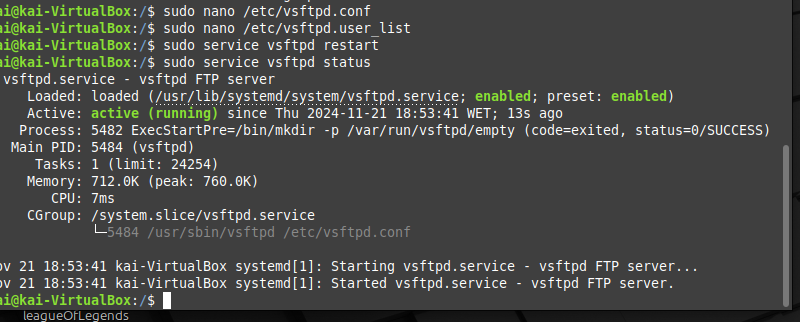 ai@kai-VirtualBox:/$ sudo nano /etc/vsftpd.conf
ai@kai-VirtualBox:/$ sudo nano /etc/vsftpd.user_list
ai@kai-VirtualBox:/$ sudo service vsftpd restart
ai@kai-VirtualBox:/$ sudo service vsftpd status
vsftpd.service - vsftpd FTP server
Loaded: loaded (/usr/lib/systemd/system/vsftpd.service; enabled; preset: enabled)
Active: active (running) since Thu 2024-11-21 18:53:41 WET; 13s ago
Process: 5482 ExecStartPre=/bin/mkdir -p /var/run/vsftpd/empty (code=exited, status=0/SUCCESS)
Main PID: 5484 (vsftpd)
Tasks: 1 (limit: 24254)
Memory: 712.0K (peak: 760.0K)
CPU: 7ms
CGroup: /system.slice/vsftpd.service
└─5484 /usr/sbin/vsftpd /etc/vsftpd.conf
ov 21 18:53:41 kai-VirtualBox systemd[1]: Starting vsftpd.service - vsftpd FTP server...
ov 21 18:53:41 kai-VirtualBox systemd[1]: Started vsftpd.service - vsftpd FTP server.
ai@kai-VirtualBox:/$
leagueOfLegends